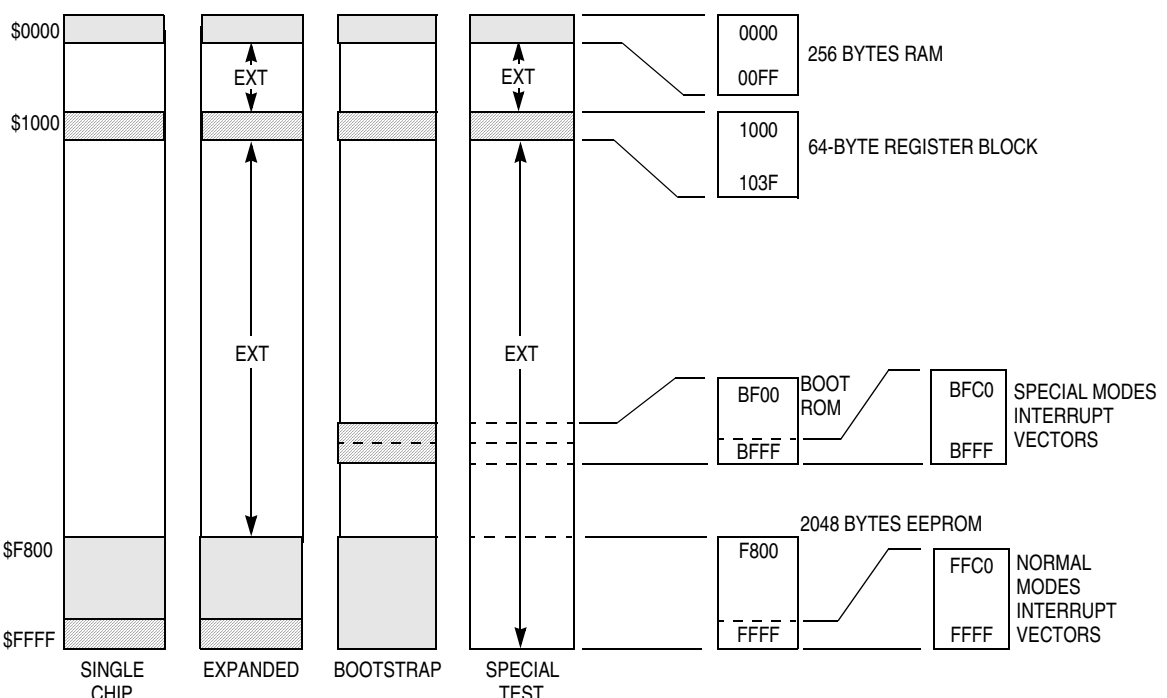 $0000
EXT
EXT
0000
00FF
256 BYTES RAM
$1000
1000
103F
64-BYTE REGISTER BLOCK
EXT
EXT
BF00
BFFF
BOOT
ROM
BFC0
BFFF
SPECIAL MODES
INTERRUPT
VECTORS
2048 BYTES EEPROM
$F800
F800
FFFF
FFC0
FFFF
NORMAL
MODES
INTERRUPT
VECTORS
$FFFF
SINGLE
CHIP
EXPANDED
BOOTSTRAP
SPECIAL
TEST